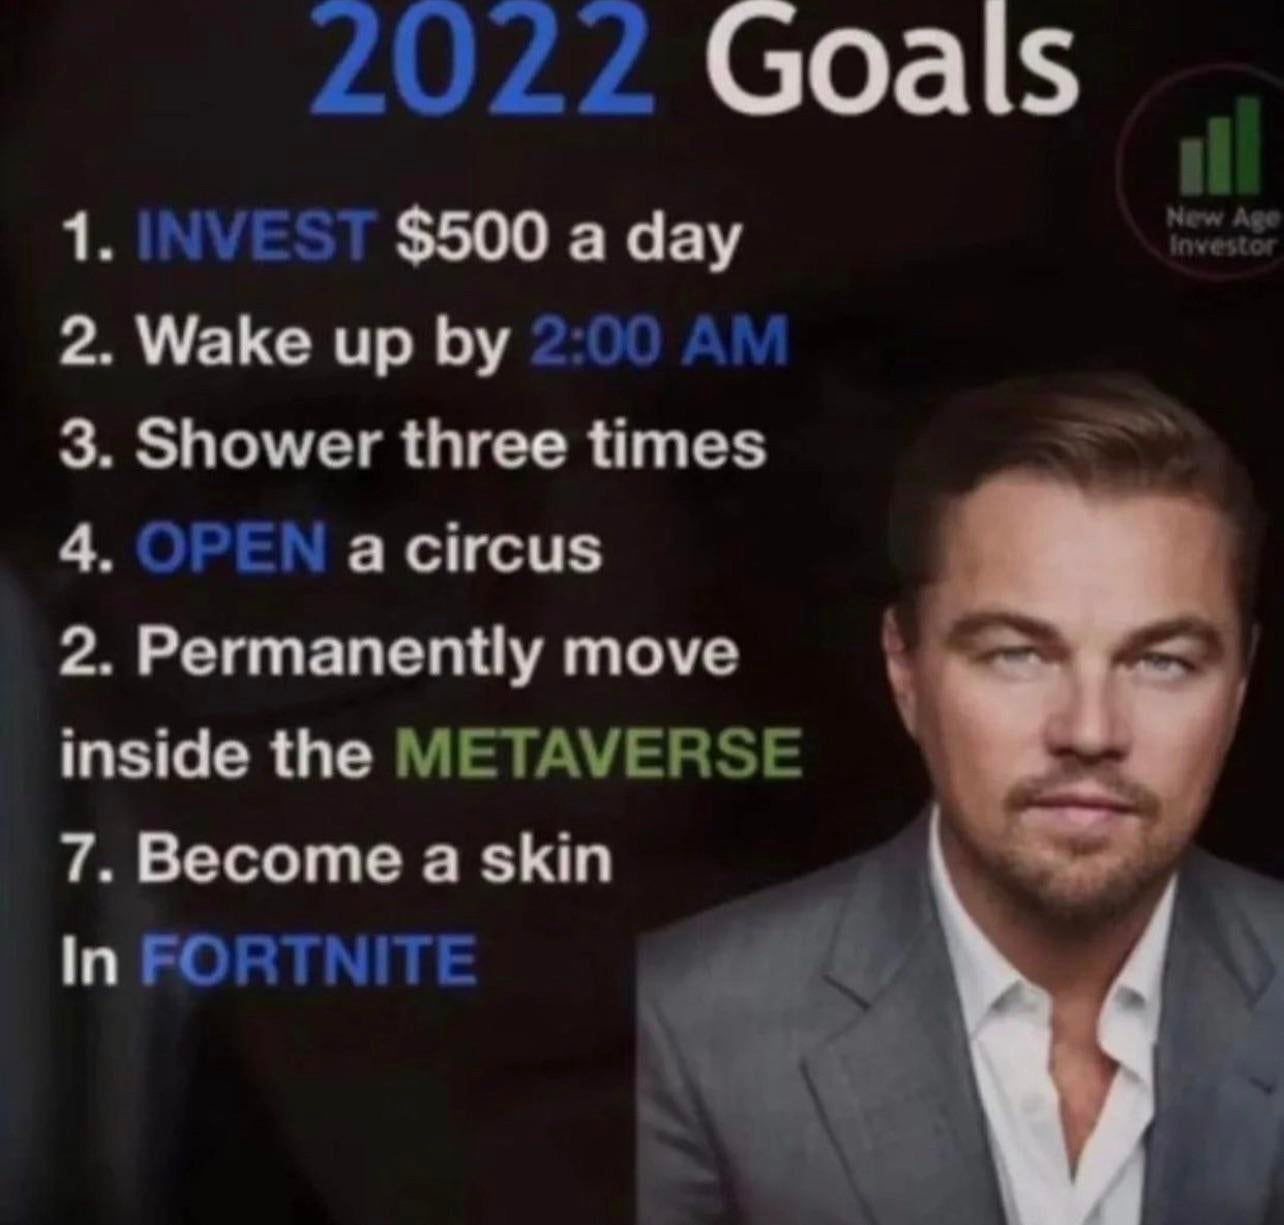 2022 Goals
New Age
Investor
1. INVEST $500 a day
2. Wake up by 2:00 AM
3. Shower three times
4. OPEN a circus
2. Permanently move
inside the METAVERSE
7. Become a skin
In FORTNITE